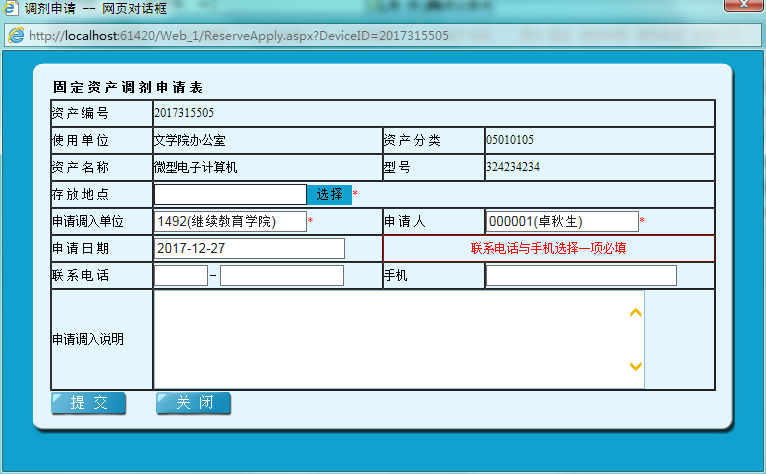 调剂申请 -- 网页对话框
http://localhost:61420/Web_1/ReserveApply.aspx?DeviceID=2017315505
固定资产调剂申请表
资产编号 2017315505
使用单位 文学院办公室 资产分类 05010105
资产名称 微型电子计算机 型号 324234234
存放地点 选择 *
申请调入单位 1492(继续教育学院) * 申请人 000001(卓秋生) *
申请日期 2017-12-27 联系电话与手机选择一项必填
联系电话 - 手机
申请调入说明
提交 关闭